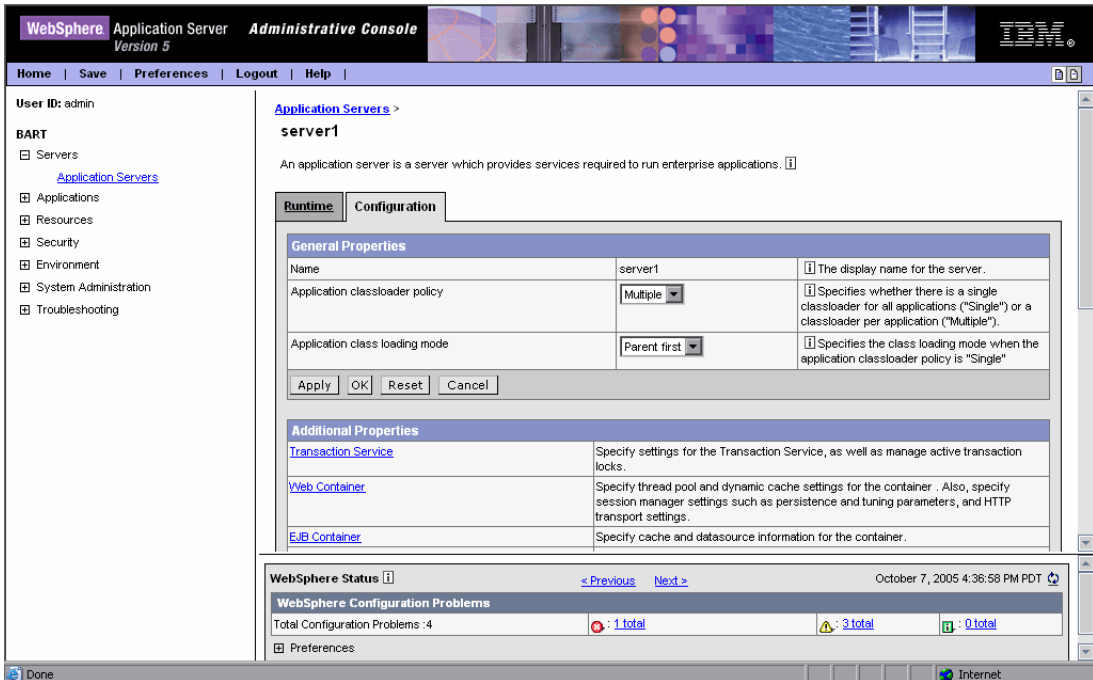 WebSphere Application Server Administrative Console
Version 5
IBM®
Home | Save | Preferences | Logout | Help |
User ID: admin
BART
Servers
Application Servers
Applications
Resources
Security
Environment
System Administration
Troubleshooting
Application Servers >
server1
An application server is a server which provides services required to run enterprise applications. i
Runtime Configuration
General Properties
Name server1 i The display name for the server.
Application classloader policy Multiple i Specifies whether there is a single
classloader for all applications ("Single") or a
classloader per application ("Multiple").
Application class loading mode Parent first i Specifies the class loading mode when the
application classloader policy is "Single"
Apply OK Reset Cancel
Additional Properties
Transaction Service Specify settings for the Transaction Service, as well as manage active transaction
locks.
Web Container Specify thread pool and dynamic cache settings for the container . Also, specify
session manager settings such as persistence and tuning parameters, and HTTP
transport settings.
EJB Container Specify cache and datasource information for the container.
WebSphere Status i < Previous Next > October 7, 2005 4:36:58 PM PDT
WebSphere Configuration Problems
Total Configuration Problems :4 : 1 total : 3 total : 0 total
Preferences
Done Internet